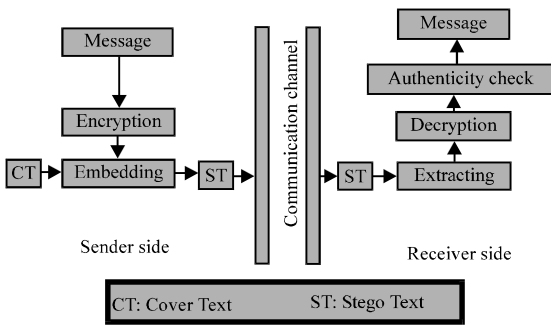 Message
Encryption
CT
Embedding
ST
Sender side
Communication channel
Message
Authenticity check
Decryption
ST
Extracting
Receiver side
CT: Cover Text
ST: Stego Text